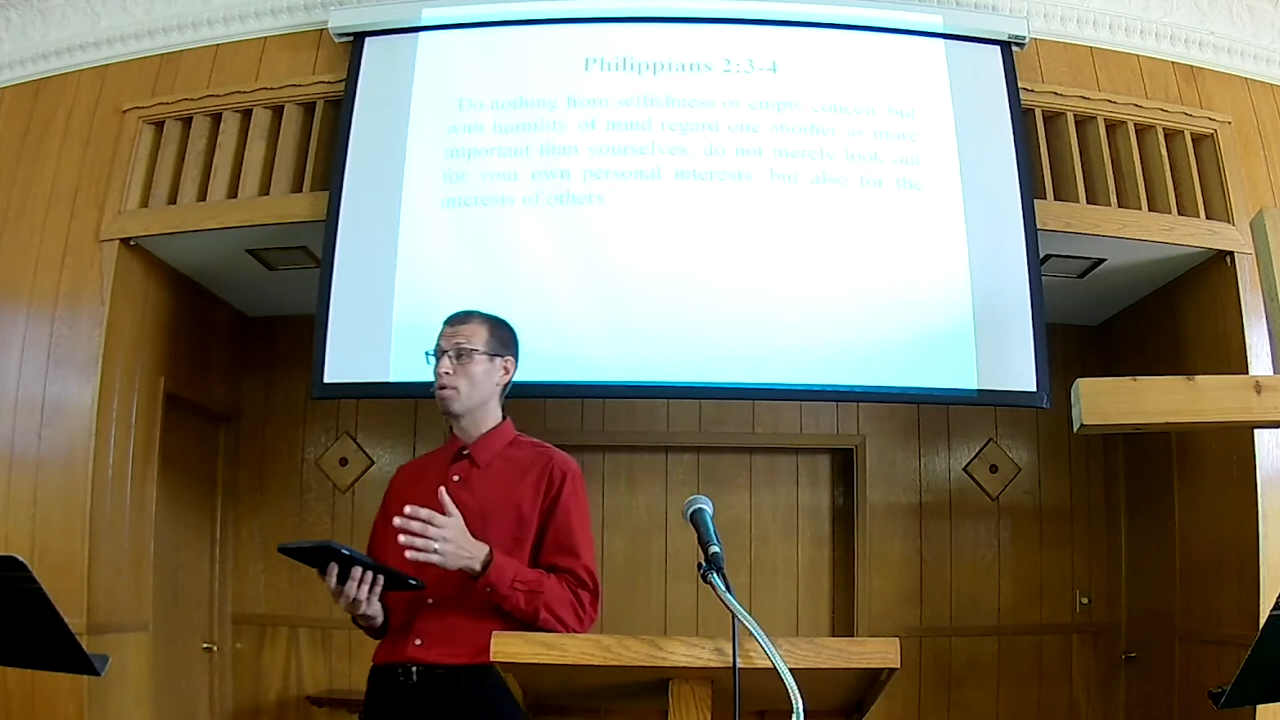 Philippians 2:3-4
"Do nothing from selfishness or empty conceit, but
with humility of mind regard one another as more
important than yourselves; do not merely look out
for your own personal interests, but also for the
interests of others."